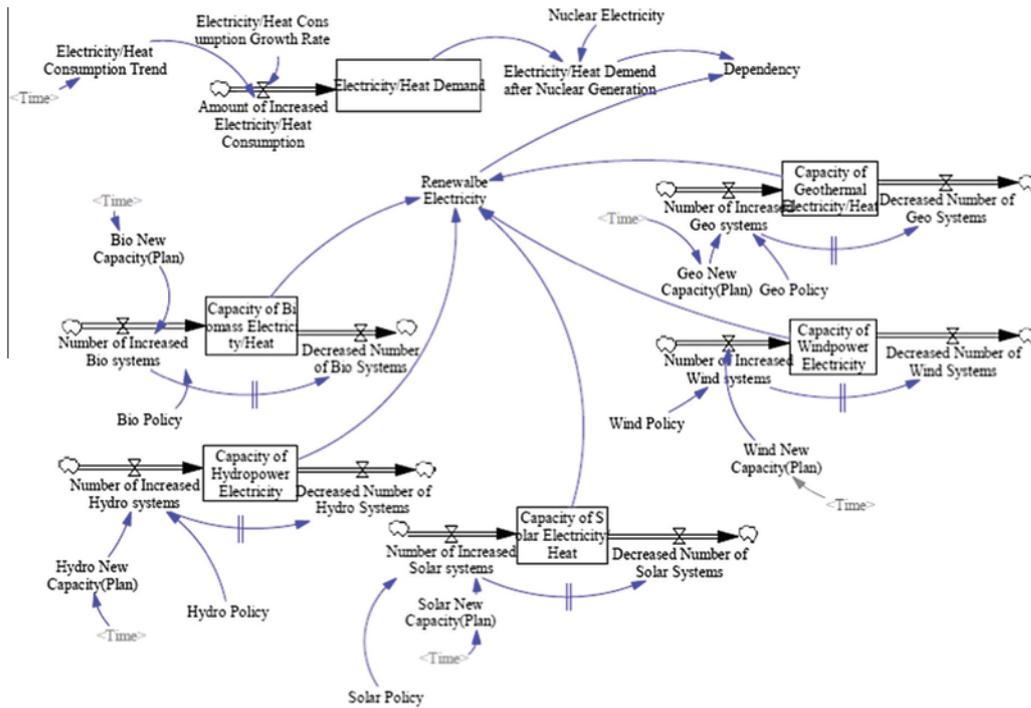 Electricity/Heat
Consumption Trend
<Time>
Electricity/Heat Cons
umption Growth Rate
Amount of Increased
Electricity/Heat
Consumption
Electricity/Heat Demand
Nuclear Electricity
Electricity/Heat Demend
after Nuclear Generation
Dependency
Renewalbe
Electricity
<Time>
Bio New
Capacity(Plan)
Number of Increased
Bio systems
Capacity of Bi
omass Electrici
ty/Heat
Decreased Number
of Bio Systems
Bio Policy
Capacity of
Geothermal
Electricity/Heat
Number of Increased
Geo systems
Decreased Number of
Geo Systems
<Time>
Geo New
Capacity(Plan)
Geo Policy
Number of Increased
Wind systems
Capacity of
Windpower
Electricity
Decreased Number of
Wind Systems
Wind Policy
Wind New
Capacity(Plan)
<Time>
Number of Increased
Hydro systems
Capacity of
Hydropower
Electricity
Decreased Number of
Hydro Systems
Hydro New
Capacity(Plan)
<Time>
Hydro Policy
Number of Increased
Solar systems
Capacity of S
olar Electricity/
Heat
Decreased Number of
Solar Systems
Solar New
Capacity(Plan)
<Time>
Solar Policy